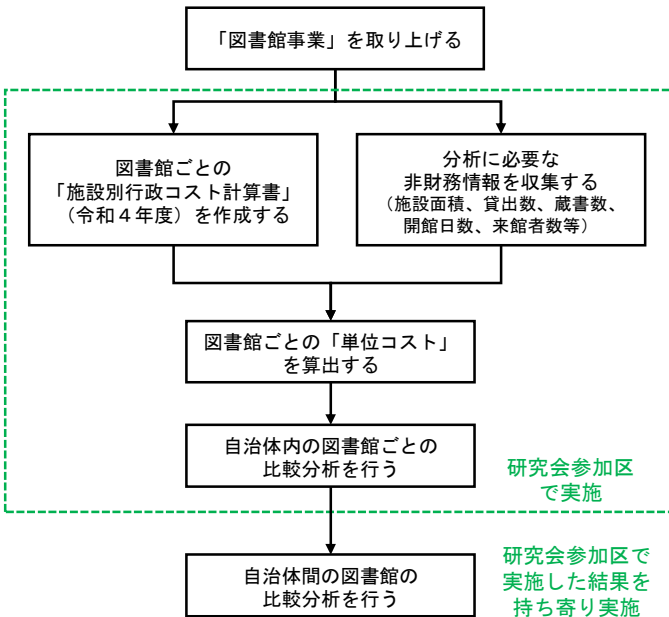 「図書館事業」を取り上げる
図書館ごとの
「施設別行政コスト計算書」
（令和４年度）を作成する
分析に必要な
非財務情報を収集する
（施設面積、貸出数、蔵書数、
開館日数、来館者数等）
図書館ごとの「単位コスト」
を算出する
自治体内の図書館ごとの
比較分析を行う
研究会参加区
で実施
自治体間の図書館の
比較分析を行う
研究会参加区で
実施した結果を
持ち寄り実施